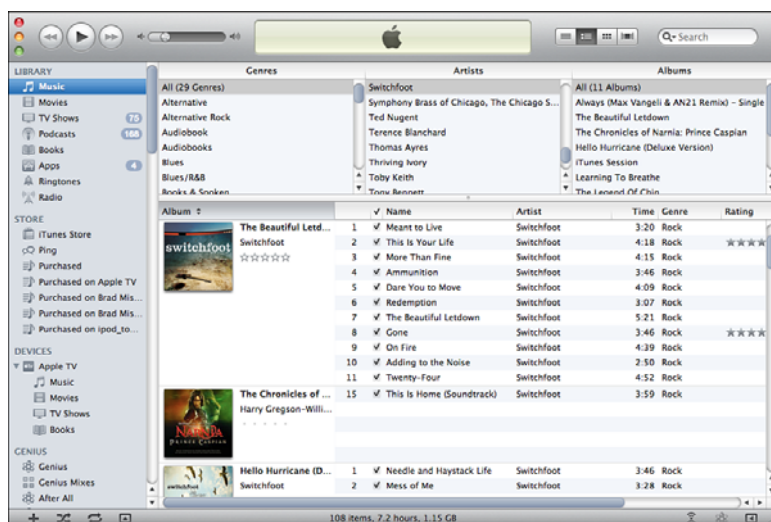 Search
LIBRARY
Music
Movies
TV Shows 75
Podcasts 168
Books
Apps 4
Ringtones
Radio
STORE
iTunes Store
Ping
Purchased
Purchased on Apple TV
Purchased on Brad Mis...
Purchased on Brad Mis...
Purchased on ipod_to...
DEVICES
Apple TV
Music
Movies
TV Shows
Books
GENIUS
Genius
Genius Mixes
After All
Genres
All (29 Genres)
Alternative
Alternative Rock
Audiobook
Audiobooks
Blues
Blues/R&B
Books & Spoken
Artists
Switchfoot
Symphony Brass of Chicago, The Chicago S...
Ted Nugent
Terence Blanchard
Thomas Ayres
Thriving Ivory
Toby Keith
Tony Bennett
Albums
All (11 Albums)
Always (Max Vangeli & AN21 Remix) – Single
The Beautiful Letdown
The Chronicles of Narnia: Prince Caspian
Hello Hurricane (Deluxe Version)
iTunes Session
Learning To Breathe
The Legend Of Chin
Album Name Artist Time Genre Rating
The Beautiful Letd... 1 Meant to Live Switchfoot 3:20 Rock
Switchfoot 2 This Is Your Life Switchfoot 4:18 Rock
switchfoot
3 More Than Fine Switchfoot 4:15 Rock
4 Ammunition Switchfoot 3:46 Rock
5 Dare You to Move Switchfoot 4:09 Rock
6 Redemption Switchfoot 3:07 Rock
7 The Beautiful Letdown Switchfoot 5:21 Rock
8 Gone Switchfoot 3:46 Rock
9 On Fire Switchfoot 4:39 Rock
10 Adding to the Noise Switchfoot 2:50 Rock
11 Twenty-Four Switchfoot 4:52 Rock
The Chronicles of ... 15 This Is Home (Soundtrack) Switchfoot 3:59 Rock
Harry Gregson-Willi...
NARNIA
PRINCE CASPIAN
Hello Hurricane (D... 1 Needle and Haystack Life Switchfoot 3:46 Rock
Switchfoot 2 Mess of Me Switchfoot 3:28 Rock
switchfoot
108 items, 7.2 hours, 1.15 GB